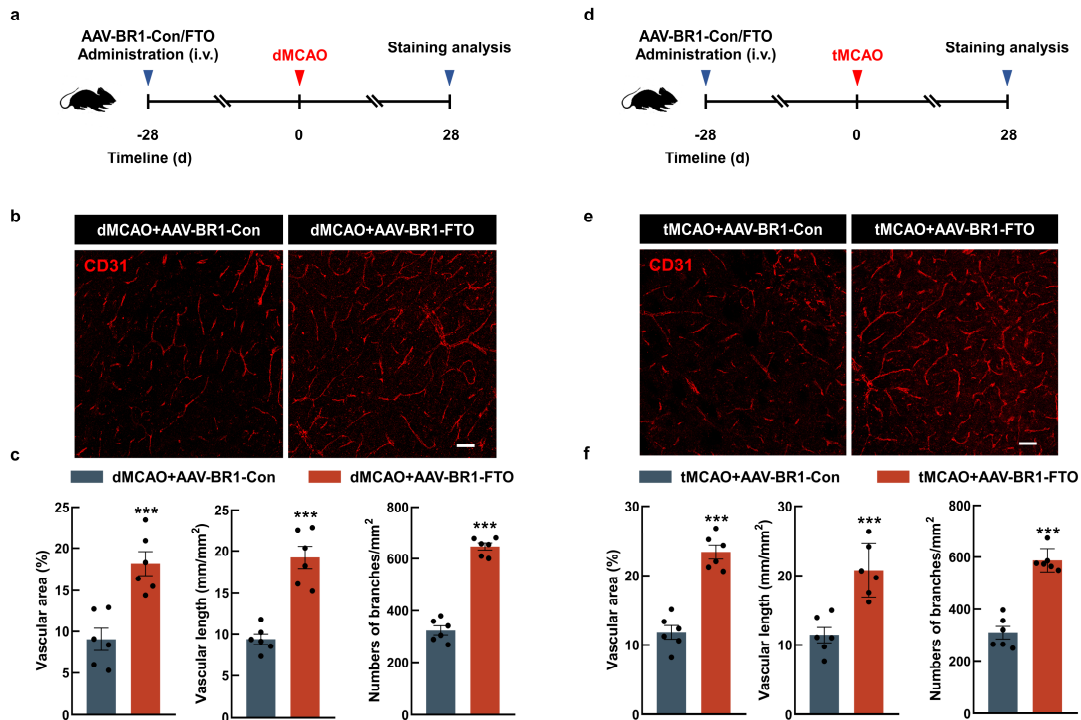 a
AAV-BR1-Con/FTO
Administration (i.v.)
dMCAO
Staining analysis
-28
0
28
Timeline (d)
b
dMCAO+AAV-BR1-Con
dMCAO+AAV-BR1-FTO
CD31
c
dMCAO+AAV-BR1-Con
dMCAO+AAV-BR1-FTO
Vascular area (%)
25
20
15
10
5
0
***
Vascular length (mm/mm²)
25
20
15
10
5
0
***
Numbers of branches/mm²
800
600
400
200
0
***
d
AAV-BR1-Con/FTO
Administration (i.v.)
tMCAO
Staining analysis
-28
0
28
Timeline (d)
e
tMCAO+AAV-BR1-Con
tMCAO+AAV-BR1-FTO
CD31
f
tMCAO+AAV-BR1-Con
tMCAO+AAV-BR1-FTO
Vascular area (%)
30
20
10
0
***
Vascular length (mm/mm²)
30
20
10
0
***
Numbers of branches/mm²
800
600
400
200
0
***